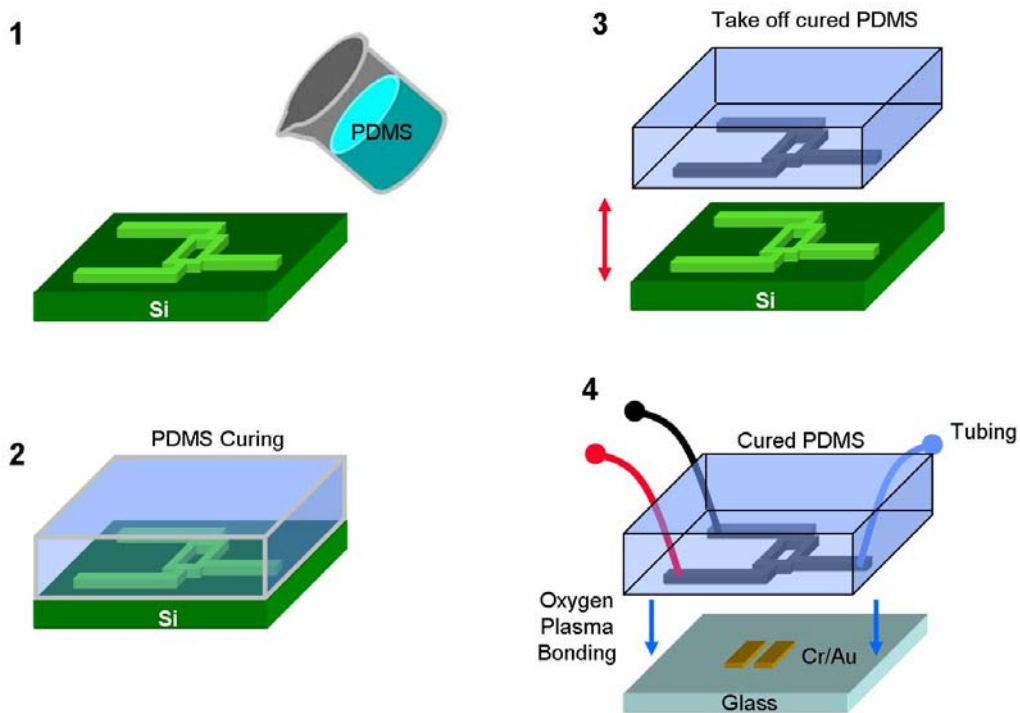 1
PDMS
Si
2
PDMS Curing
Si
3
Take off cured PDMS
Si
4
Cured PDMS
Tubing
Oxygen
Plasma
Bonding
Cr/Au
Glass